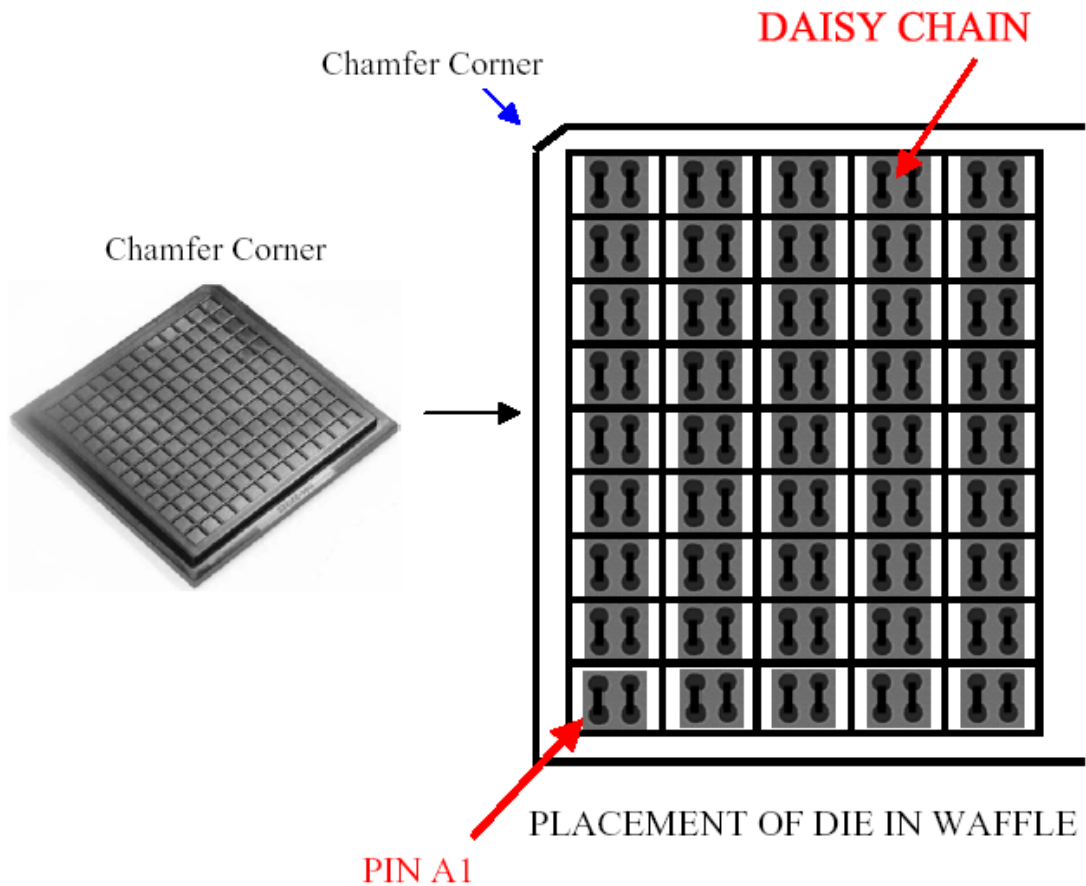 DAISY CHAIN
Chamfer Corner
Chamfer Corner
PLACEMENT OF DIE IN WAFFLE
PIN A1